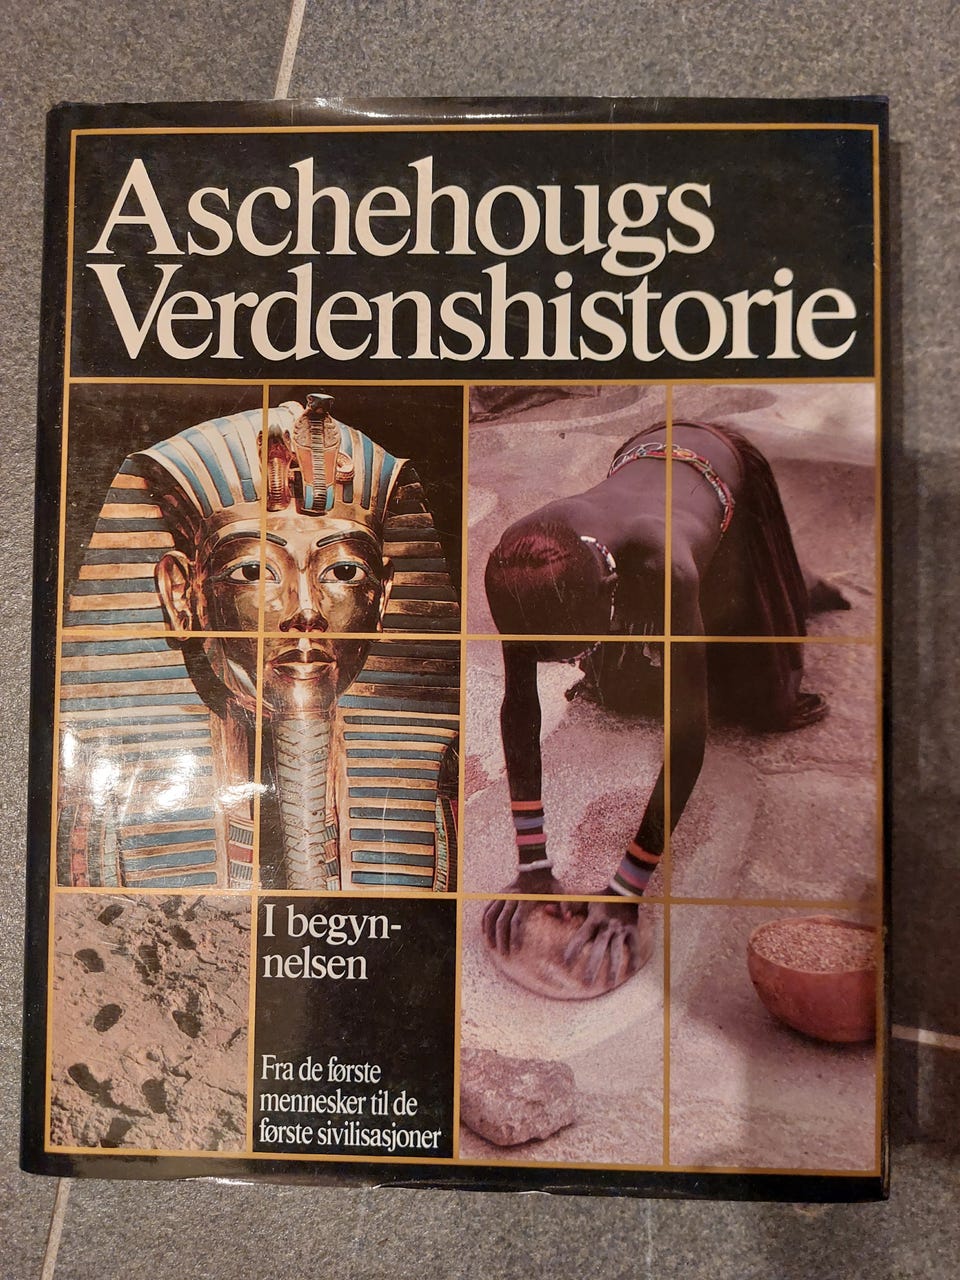 Aschehougs
Verdenshistorie
I begyn-
nelsen
Fra de første
mennesker til de
første sivilisasjoner